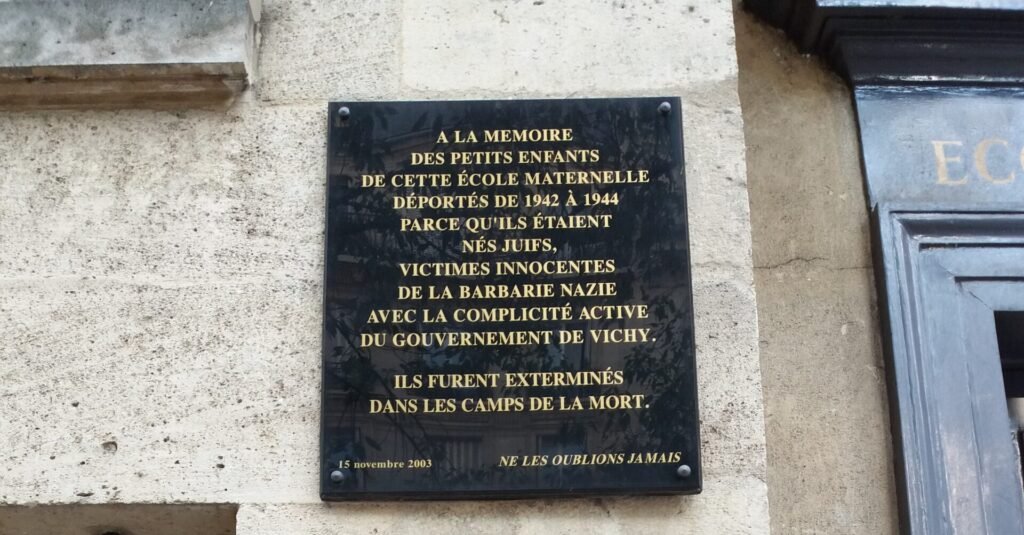 A LA MEMOIRE
DES PETITS ENFANTS
DE CETTE ÉCOLE MATERNELLE
DÉPORTÉS DE 1942 À 1944
PARCE QU'ILS ÉTAIENT
NÉS JUIFS,
VICTIMES INNOCENTES
DE LA BARBARIE NAZIE
AVEC LA COMPLICITÉ ACTIVE
DU GOUVERNEMENT DE VICHY.
ILS FURENT EXTERMINÉS
DANS LES CAMPS DE LA MORT.
15 novembre 2003
NE LES OUBLIONS JAMAIS